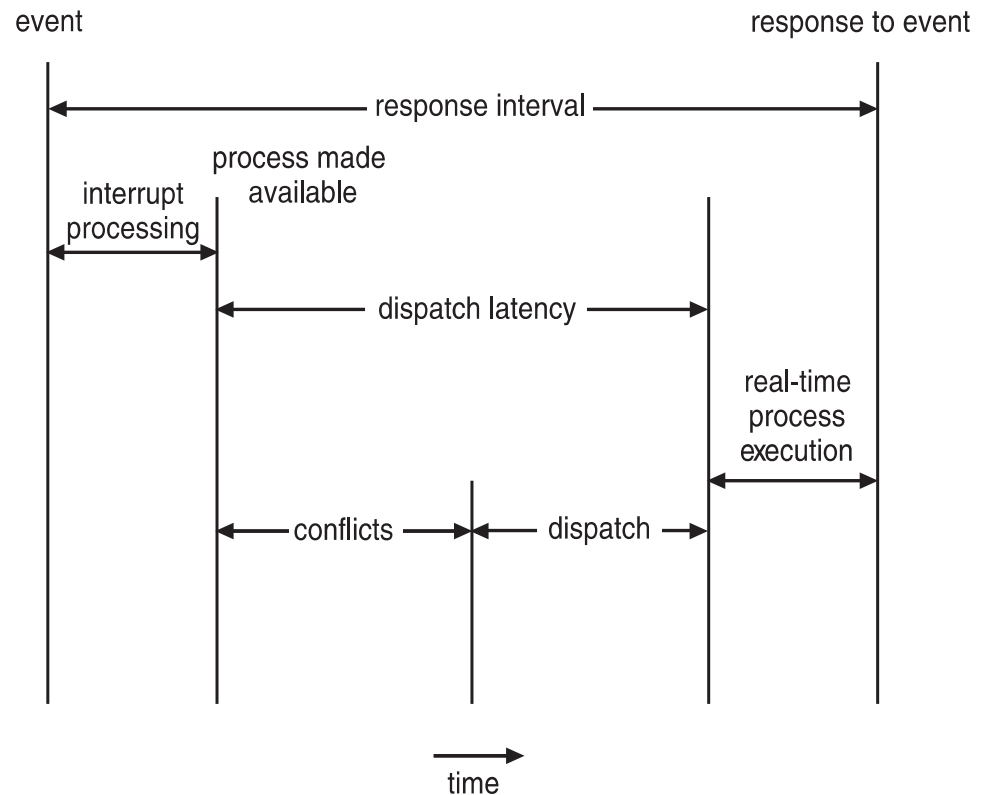 event
response to event
response interval
process made
available
interrupt
processing
dispatch latency
real-time
process
execution
conflicts
dispatch
time